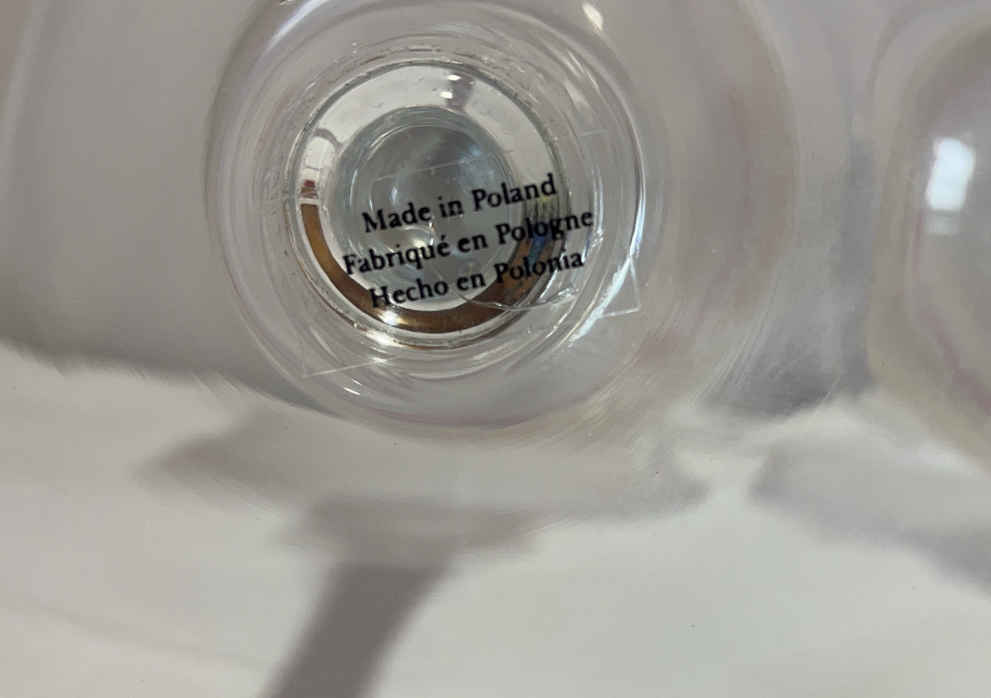 Made in Poland
Fabriqué en Pologne
Hecho en Polonia